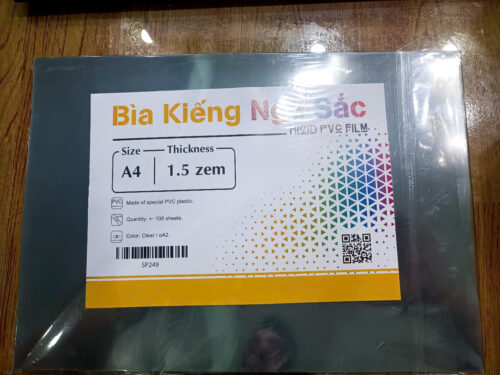 Bìa Kiếng Ngũ Sắc
RIGID PVC FILM
Size
Thickness
A4
1.5 zem
PVC
Made of special PVC plastic.
Quantity: +- 100 sheets.
Color: Clear / oA2.
SP249